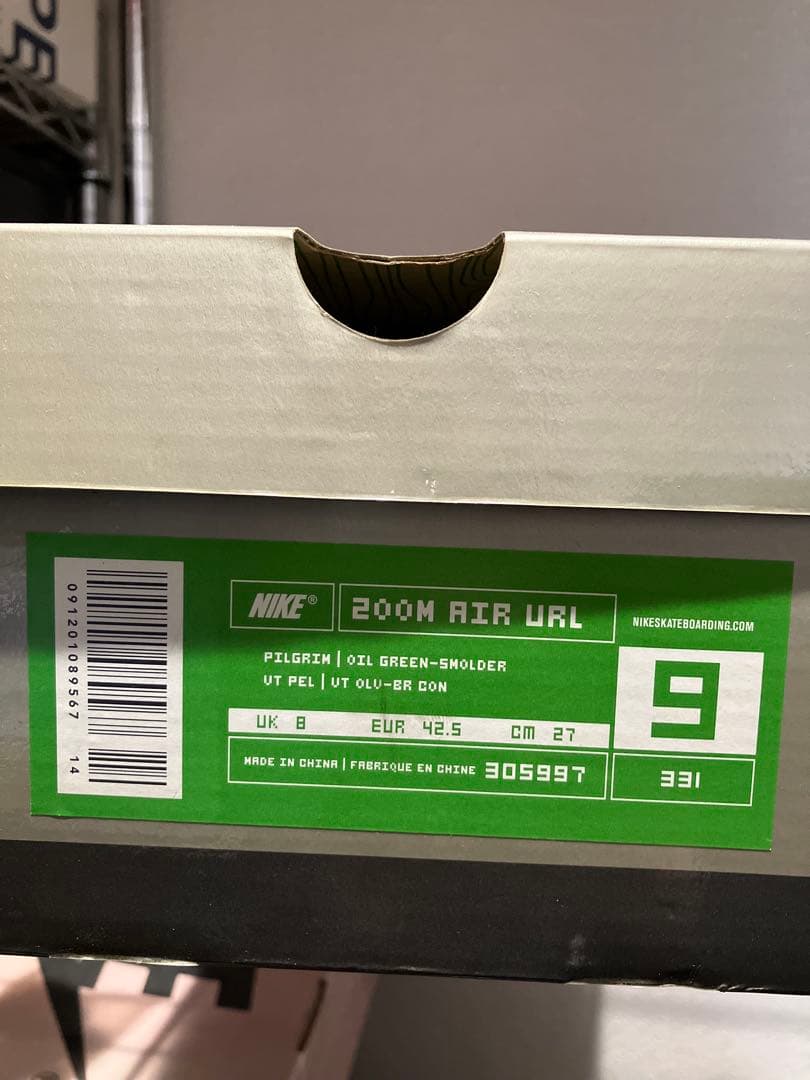 NIKE®
ZOOM AIR URL
NIKESKATEBOARDING.COM
PILGRIM | OIL GREEN-SMOLDER
VT PEL | VT OLV-BR CON
9
UK 8 EUR 42.5 CM 27
MADE IN CHINA | FABRIQUE EN CHINE 305997
331
091201089567 14